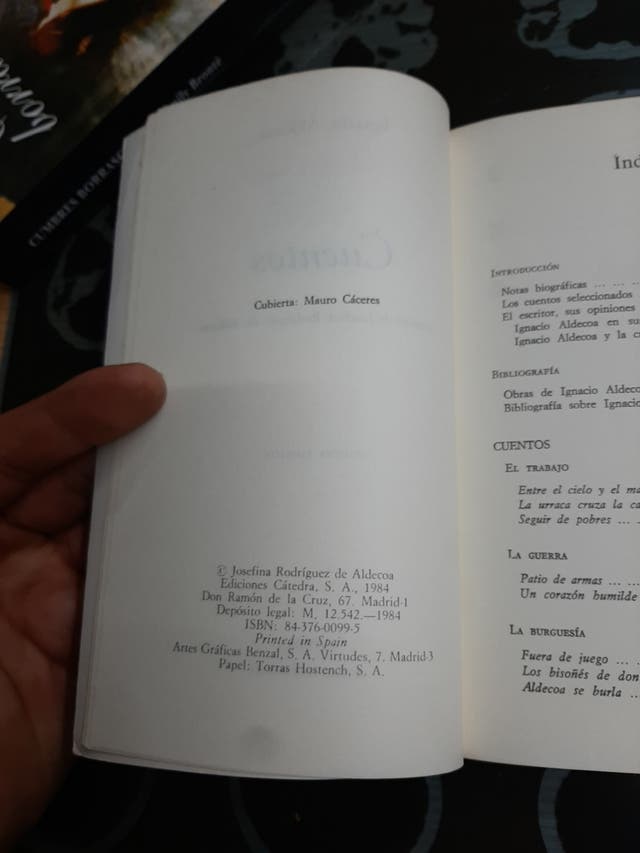 CUMBRES BORRASC
Brontë
Cubierta: Mauro Cáceres
© Josefina Rodríguez de Aldecoa
Ediciones Cátedra, S. A., 1984
Don Ramón de la Cruz, 67. Madrid-1
Depósito legal: M. 12.542.—1984
ISBN: 84-376-0099-5
Printed in Spain
Artes Gráficas Benzal, S. A. Virtudes, 7. Madrid-3
Papel: Torras Hostench, S. A.
Índ
INTRODUCCIÓN
Notas biográficas ... ...
Los cuentos seleccionados
El escritor, sus opiniones
Ignacio Aldecoa en su
Ignacio Aldecoa y la c
BIBLIOGRAFÍA
Obras de Ignacio Aldeco
Bibliografía sobre Ignacio
CUENTOS
EL TRABAJO
Entre el cielo y el ma
La urraca cruza la ca
Seguir de pobres ... ..
LA GUERRA
Patio de armas ... ...
Un corazón humilde
LA BURGUESÍA
Fuera de juego ... ..
Los bisoñés de don
Aldecoa se burla ..